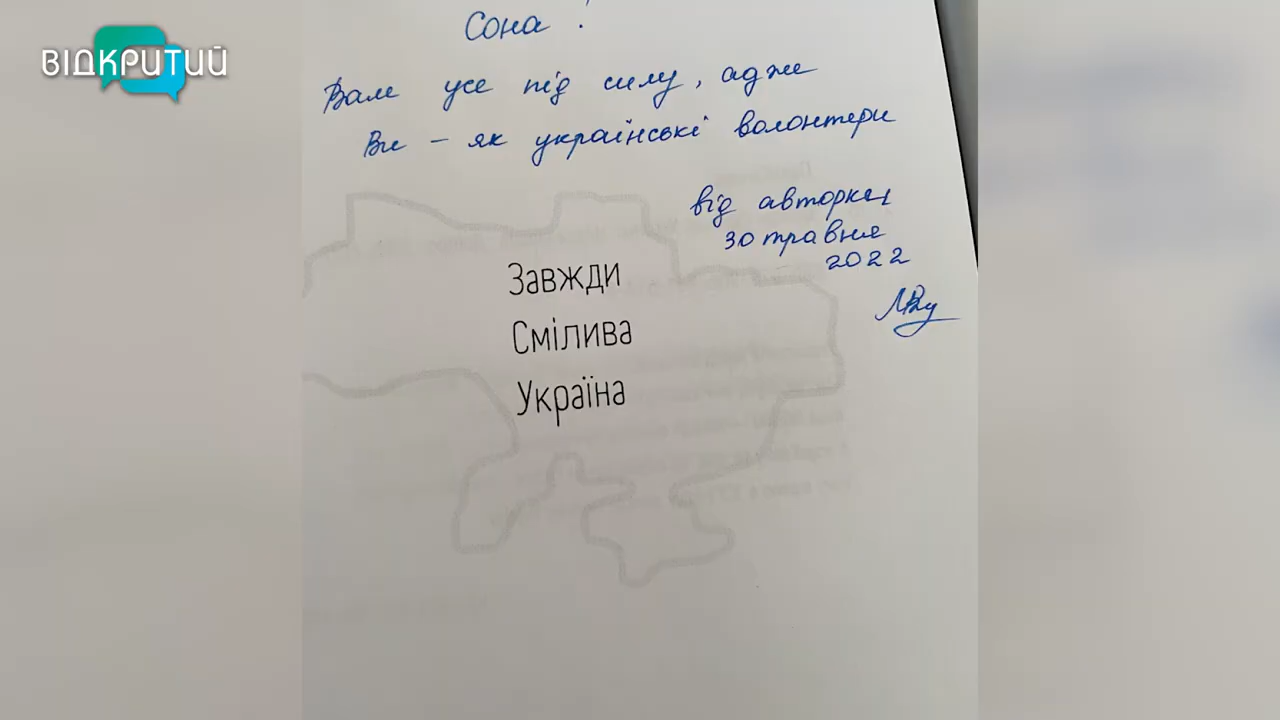 ВІДКРИТИЙ
Сона!
Вам усе під силу, адже
Ви – як українські волонтери
від авторки
30 травня
2022
Завжди
Смілива
Україна